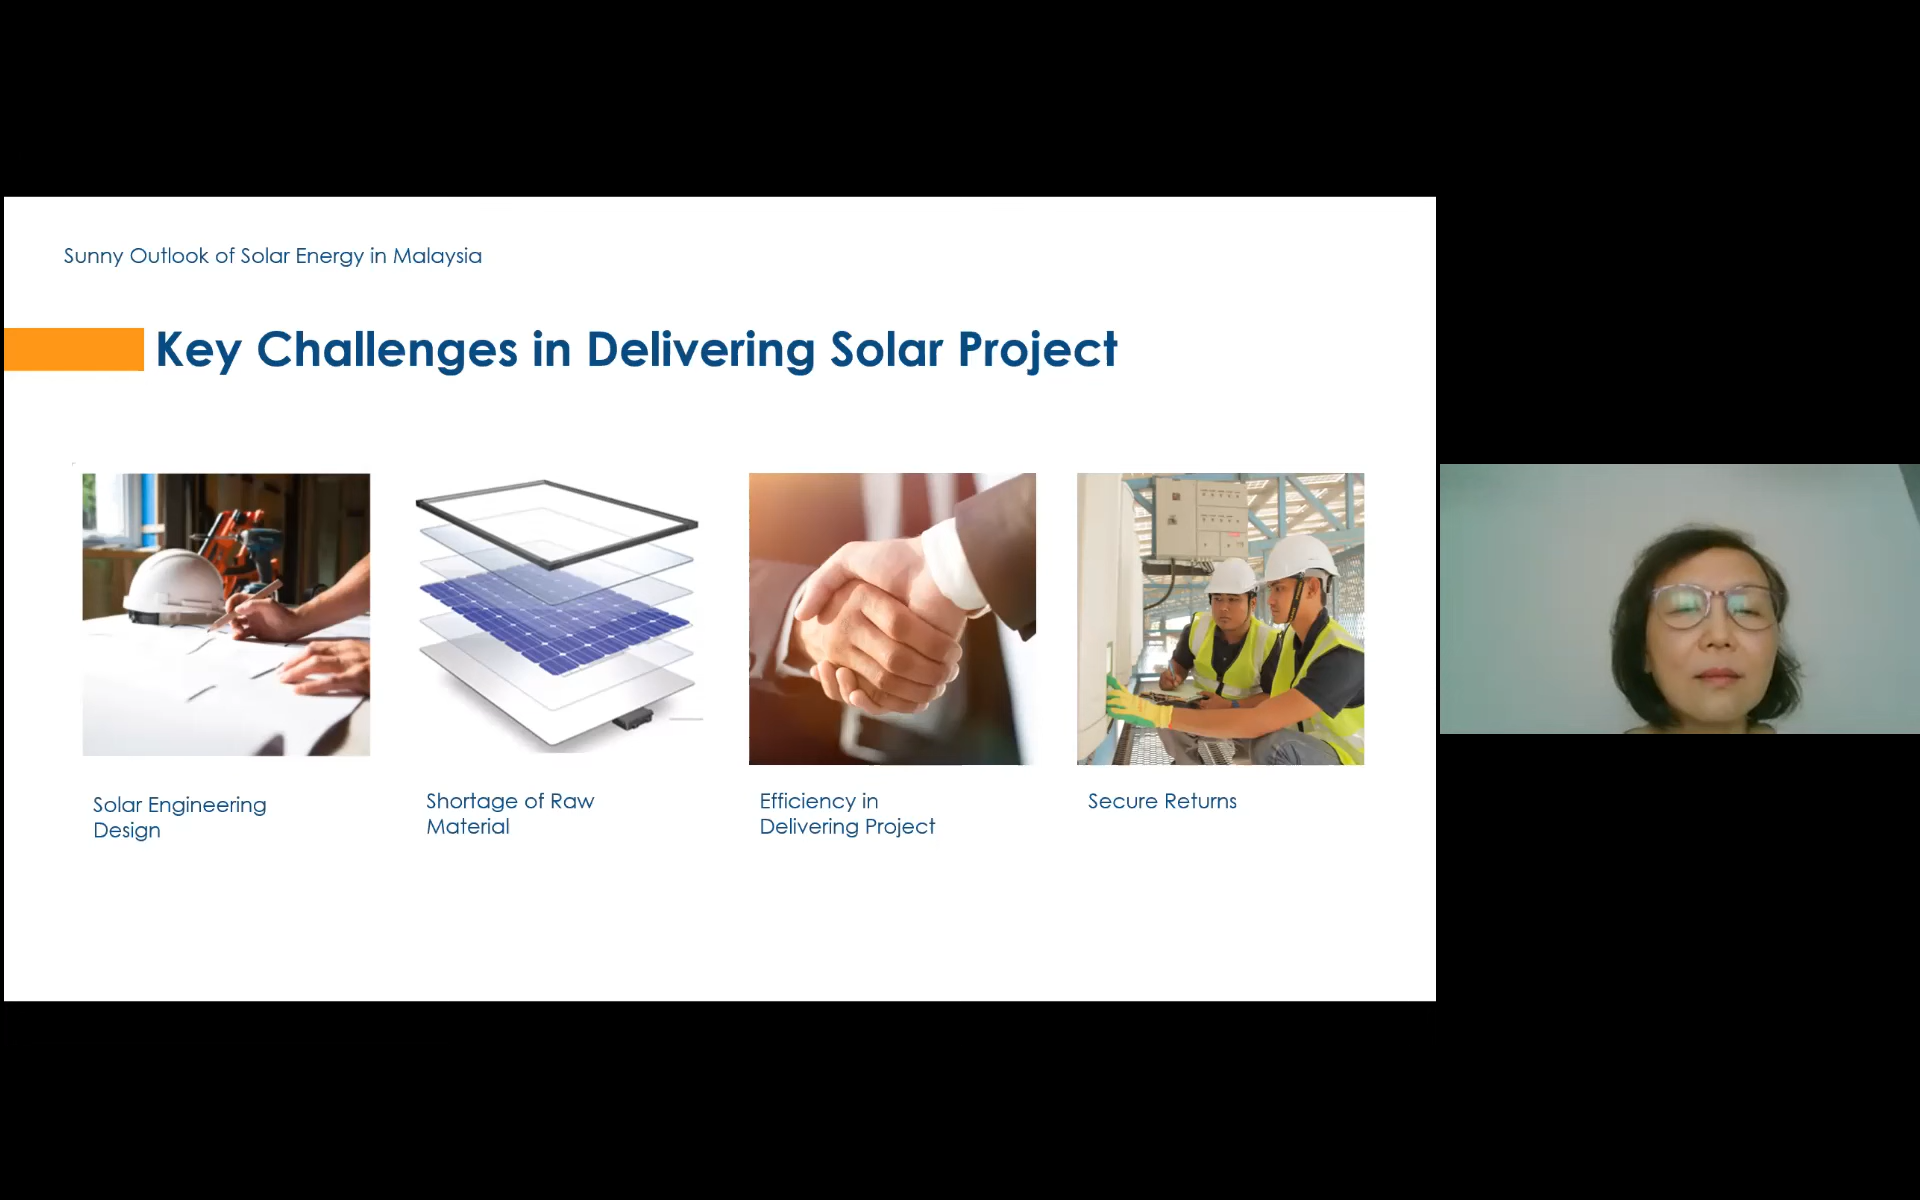 Sunny Outlook of Solar Energy in Malaysia
Key Challenges in Delivering Solar Project
Solar Engineering
Design
Shortage of Raw
Material
Efficiency in
Delivering Project
Secure Returns